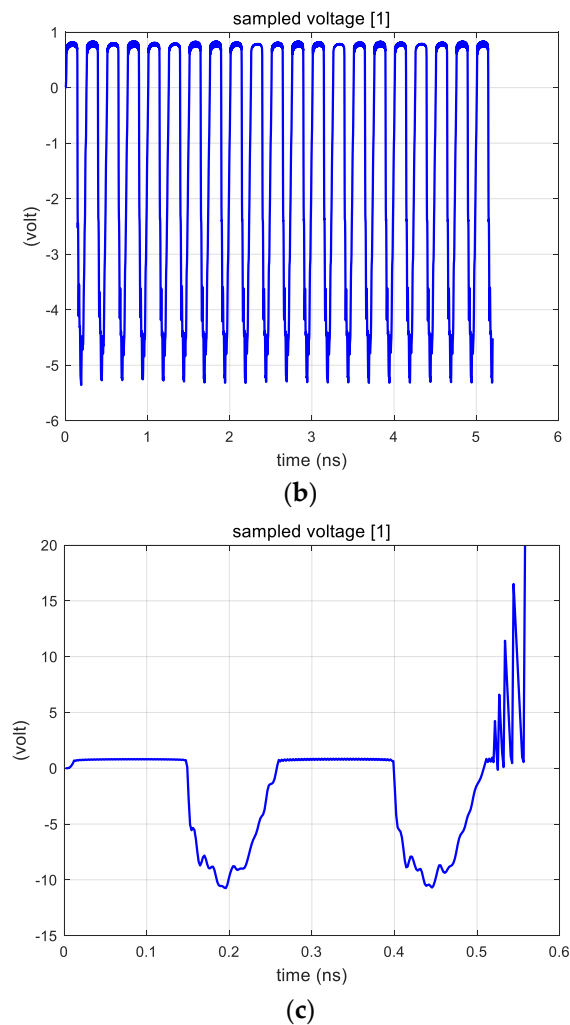 sampled voltage [1]
1
0
-1
-2
-3
-4
-5
-6
(volt)
0 1 2 3 4 5 6
time (ns)
(b)
sampled voltage [1]
20
15
10
5
0
-5
-10
-15
(volt)
0 0.1 0.2 0.3 0.4 0.5 0.6
time (ns)
(c)